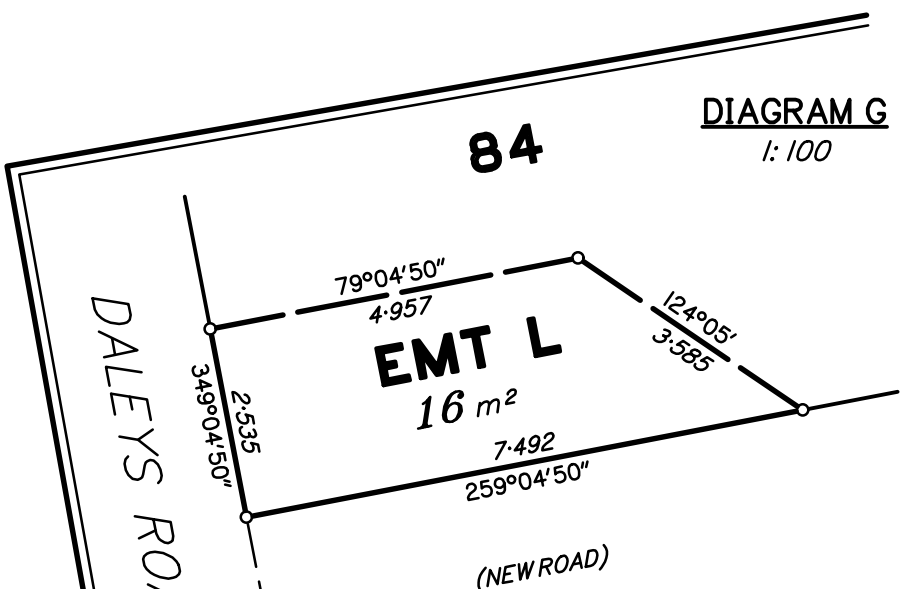 DIAGRAM G
1: 100
84
79°04'50"
4·957
124°05'
3·585
EMT L
16 m²
349°04'50"
2·535
7·492
259°04'50"
DALEYS ROA
(NEW ROAD)